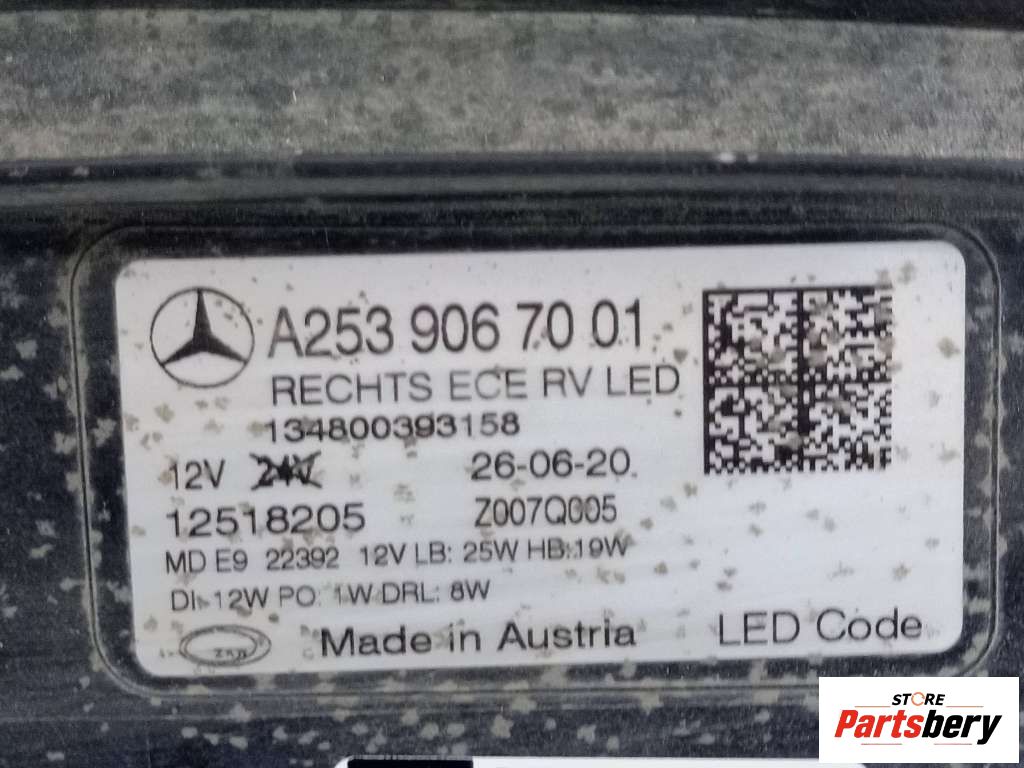 A253 906 70 01
RECHTS ECE RV LED
134800393158
12V 24V 26-06-20
12518205 Z007Q005
MD E9 22392 12V LB: 25W HB:19W
DI: 12W PO: 1W DRL: 8W
Made in Austria LED Code
STORE
Partsbery